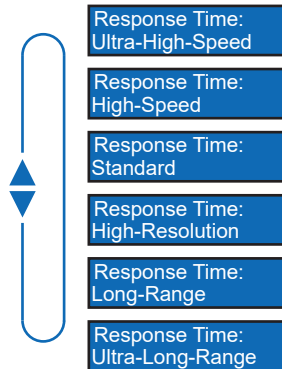 Response Time:
Ultra-High-Speed
Response Time:
High-Speed
Response Time:
Standard
Response Time:
High-Resolution
Response Time:
Long-Range
Response Time:
Ultra-Long-Range